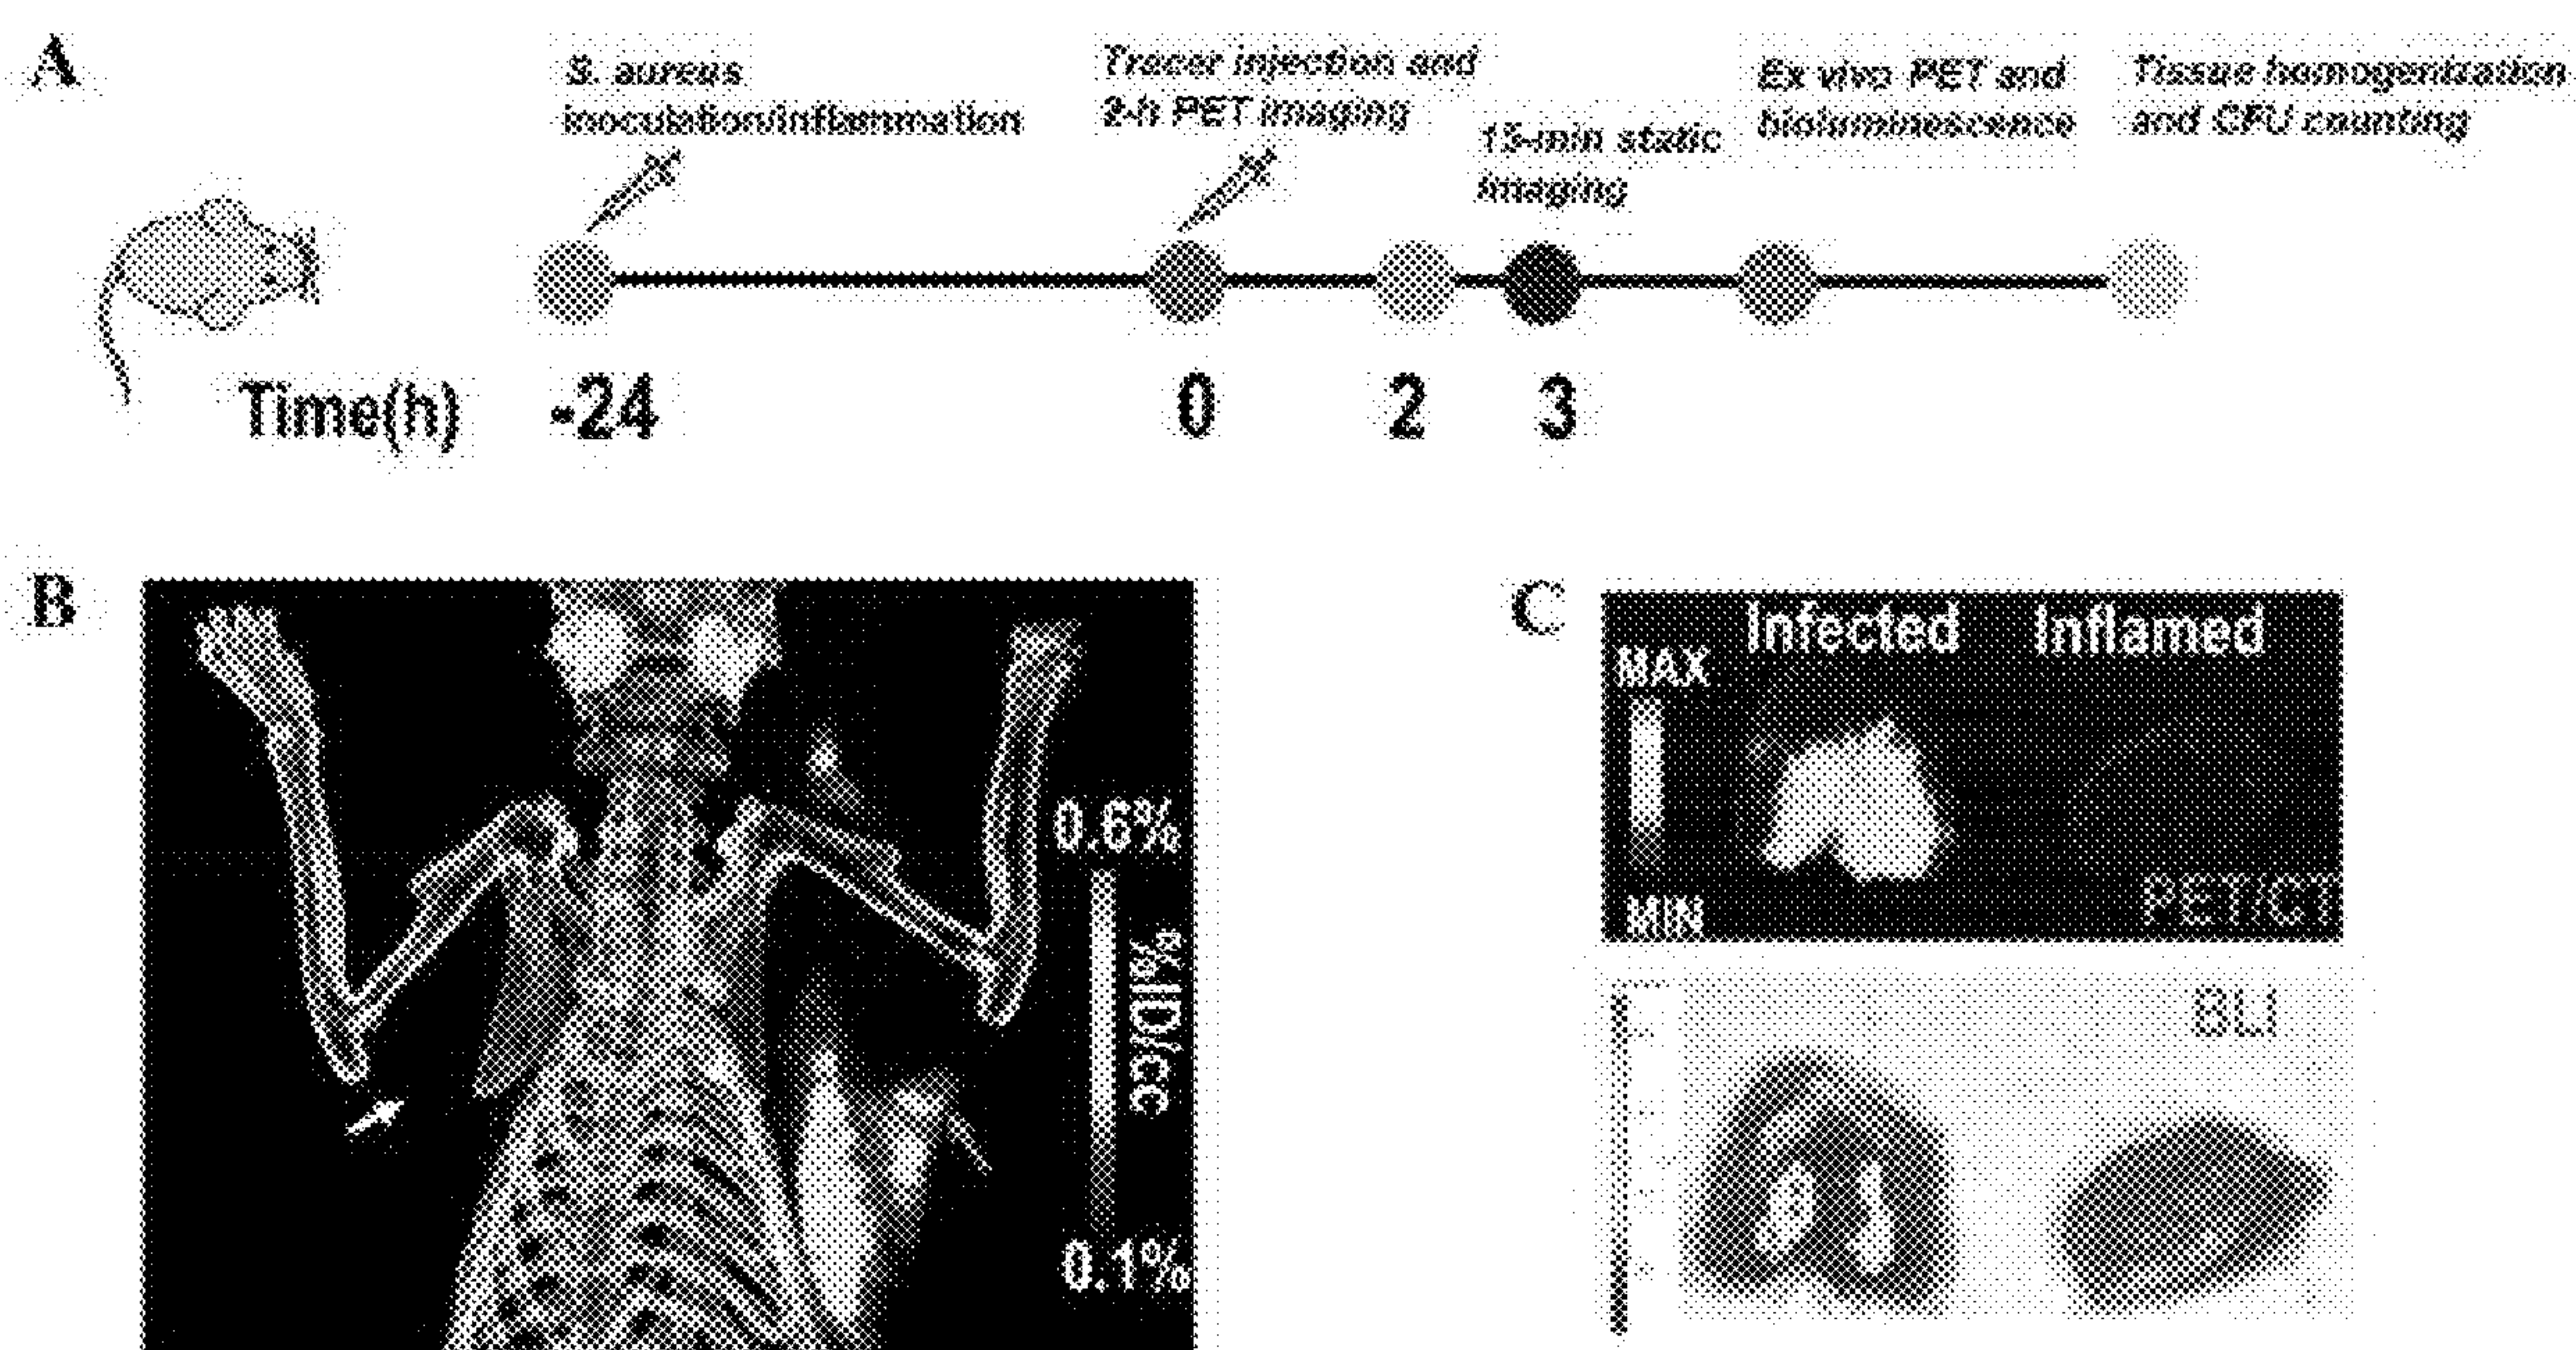 A
S. aureus
inoculation/inflammation
Tracer injection and
2-h PET imaging
15-min static
imaging
Ex vivo PET and
bioluminescence
Tissue homogenization
and CFU counting
Time(h) -24 0 2 3
B
0.6%
%ID/cc
0.1%
C
Infected Inflamed
MAX
MIN
PET/CT
BLI